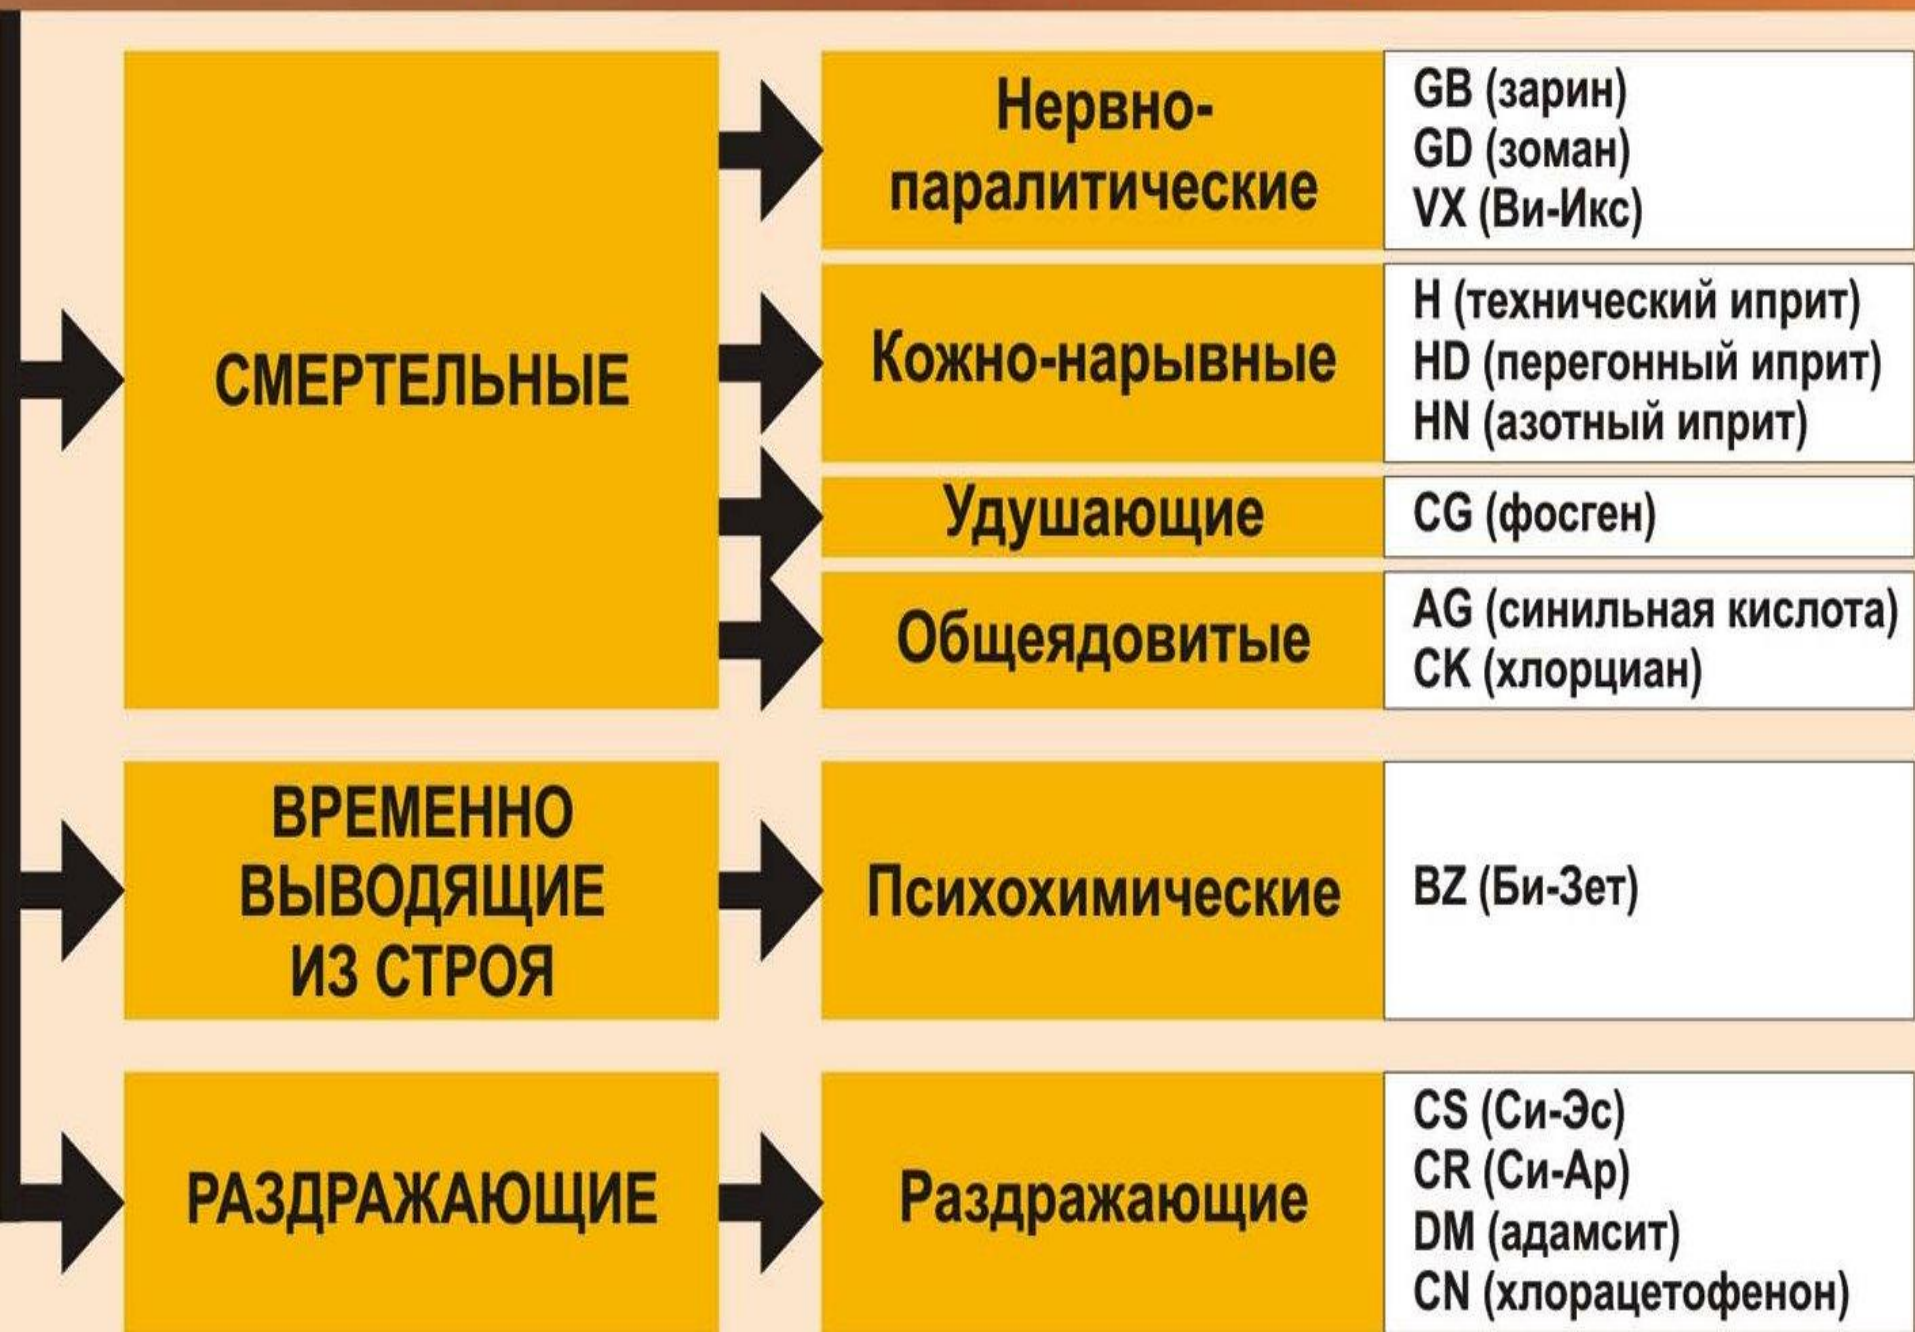 СМЕРТЕЛЬНЫЕ
Нервно-
паралитические
GB (зарин)
GD (зоман)
VX (Ви-Икс)
Кожно-нарывные
H (технический иприт)
HD (перегонный иприт)
HN (азотный иприт)
Удушающие
CG (фосген)
Общеядовитые
AG (синильная кислота)
CK (хлорциан)
ВРЕМЕННО
ВЫВОДЯЩИЕ
ИЗ СТРОЯ
Психохимические
BZ (Би-Зет)
РАЗДРАЖАЮЩИЕ
Раздражающие
CS (Си-Эс)
CR (Си-Ар)
DM (адамсит)
CN (хлорацетофенон)